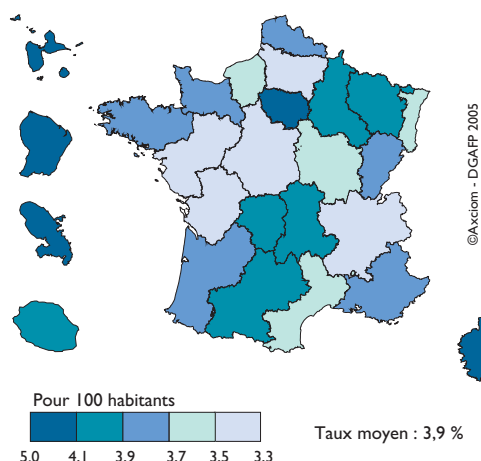 ©Axciom - DGAFP 2005
Pour 100 habitants
5.0 4.1 3.9 3.7 3.5 3.3
Taux moyen : 3,9 %